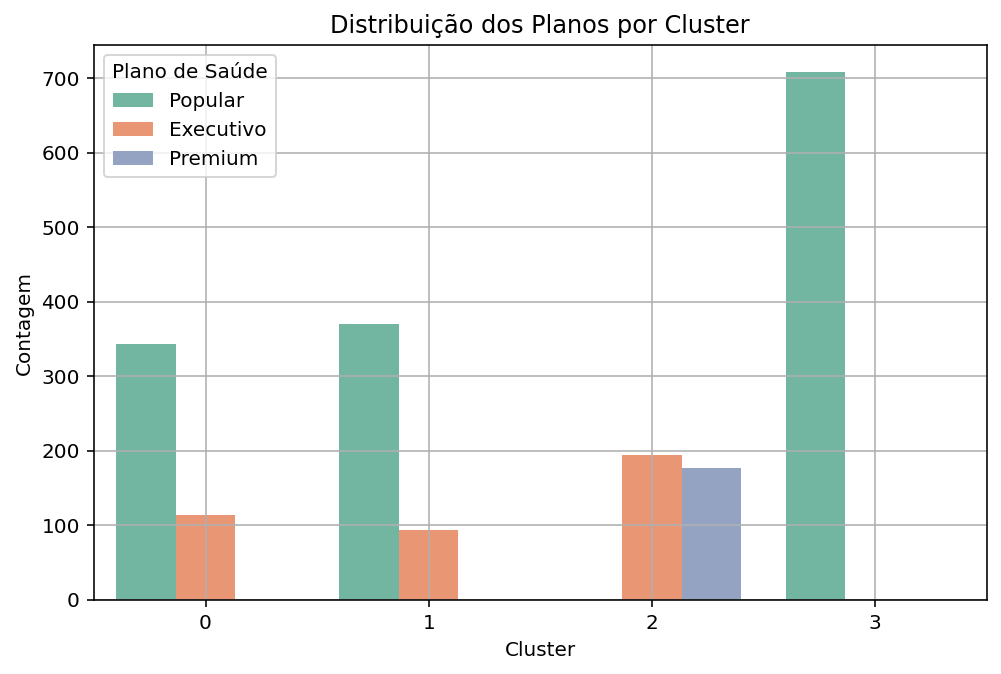 Distribuição dos Planos por Cluster
Plano de Saúde
Popular
Executivo
Premium
Contagem
700
600
500
400
300
200
100
0
0 1 2 3
Cluster